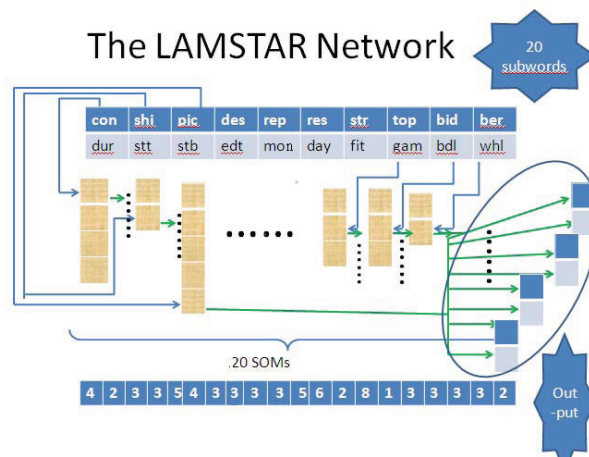 The LAMSTAR Network
20
subwords
con shi pic des rep res str top bid ber
dur stt stb edt mon day fit gam bdl whl
.20 SOMs
4 2 3 3 5 4 3 3 3 3 5 6 2 8 1 3 3 3 3 2
Out
-put